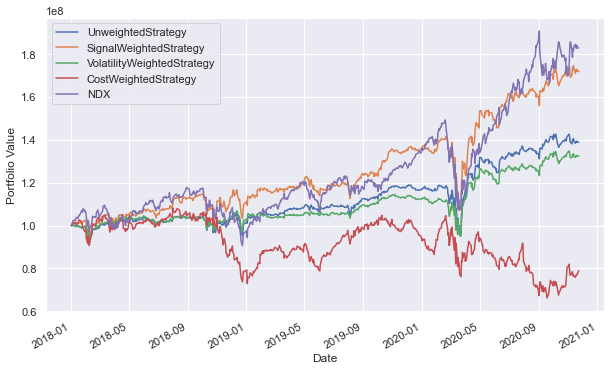 1e8
UnweightedStrategy
SignalWeightedStrategy
VolatilityWeightedStrategy
CostWeightedStrategy
NDX
1.8
1.6
1.4
1.2
1.0
0.8
0.6
Portfolio Value
2018-01
2018-05
2018-09
2019-01
2019-05
2019-09
2020-01
2020-05
2020-09
2021-01
Date